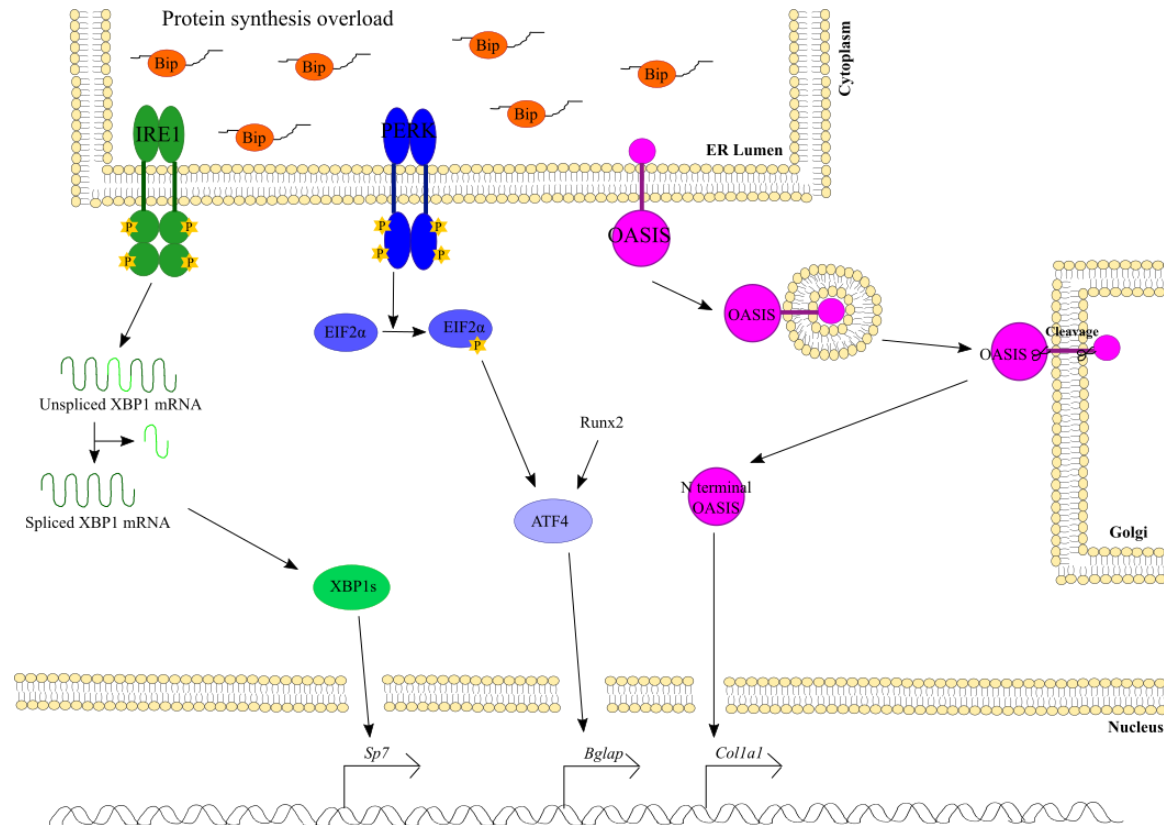 Protein synthesis overload
Bip
Bip
Bip
Bip
Bip
Bip
Cytoplasm
IRE1
PERK
ER Lumen
P
P
P
P
P
P
P
P
OASIS
OASIS
EIF2α
EIF2α
P
OASIS
Cleavage
Unspliced XBP1 mRNA
Spliced XBP1 mRNA
Runx2
ATF4
N terminal
OASIS
Golgi
XBP1s
Nucleus
Sp7
Bglap
Col1a1